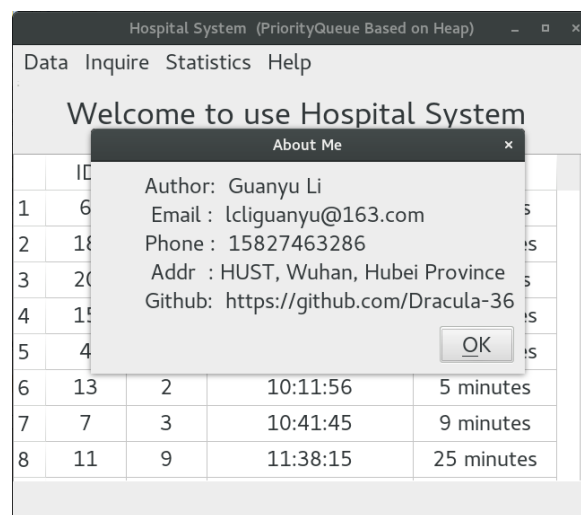 Hospital System (PriorityQueue Based on Heap)
Data Inquire Statistics Help
Welcome to use Hospital System
About Me
Author: Guanyu Li
Email : lcliguanyu@163.com
Phone : 15827463286
Addr : HUST, Wuhan, Hubei Province
Github: https://github.com/Dracula-36
OK
1
2
3
4
5
6 13 2 10:11:56 5 minutes
7 7 3 10:41:45 9 minutes
8 11 9 11:38:15 25 minutes